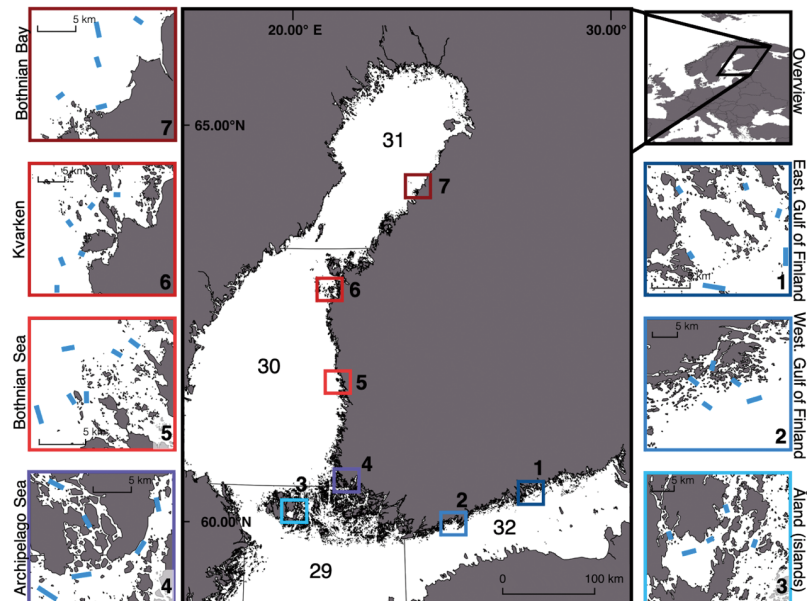 Bothnian Bay
5 km
7
Kvarken
5 km
6
Bothnian Sea
5 km
5
Archipelago Sea
5 km
4
20.00° E
30.00°
65.00°N
60.00°N
31
7
6
30
5
4
3
1
2
32
29
0 100 km
Overview
East. Gulf of Finland
km
1
West. Gulf of Finland
5 km
2
Åland (islands)
5 km
3